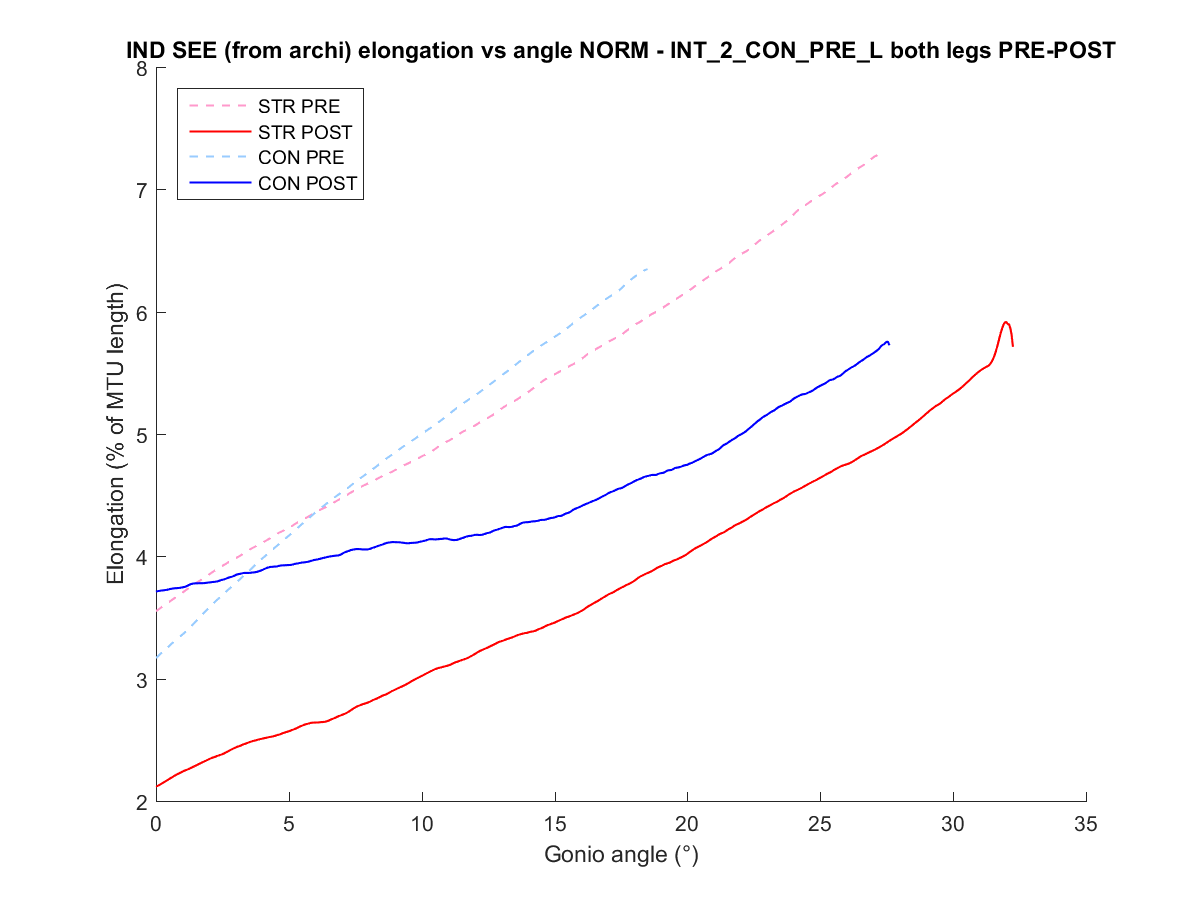 IND SEE (from archi) elongation vs angle NORM - INT_2_CON_PRE_L both legs PRE-POST
8
7
6
5
4
3
2
Elongation (% of MTU length)
STR PRE
STR POST
CON PRE
CON POST
0 5 10 15 20 25 30 35
Gonio angle (°)